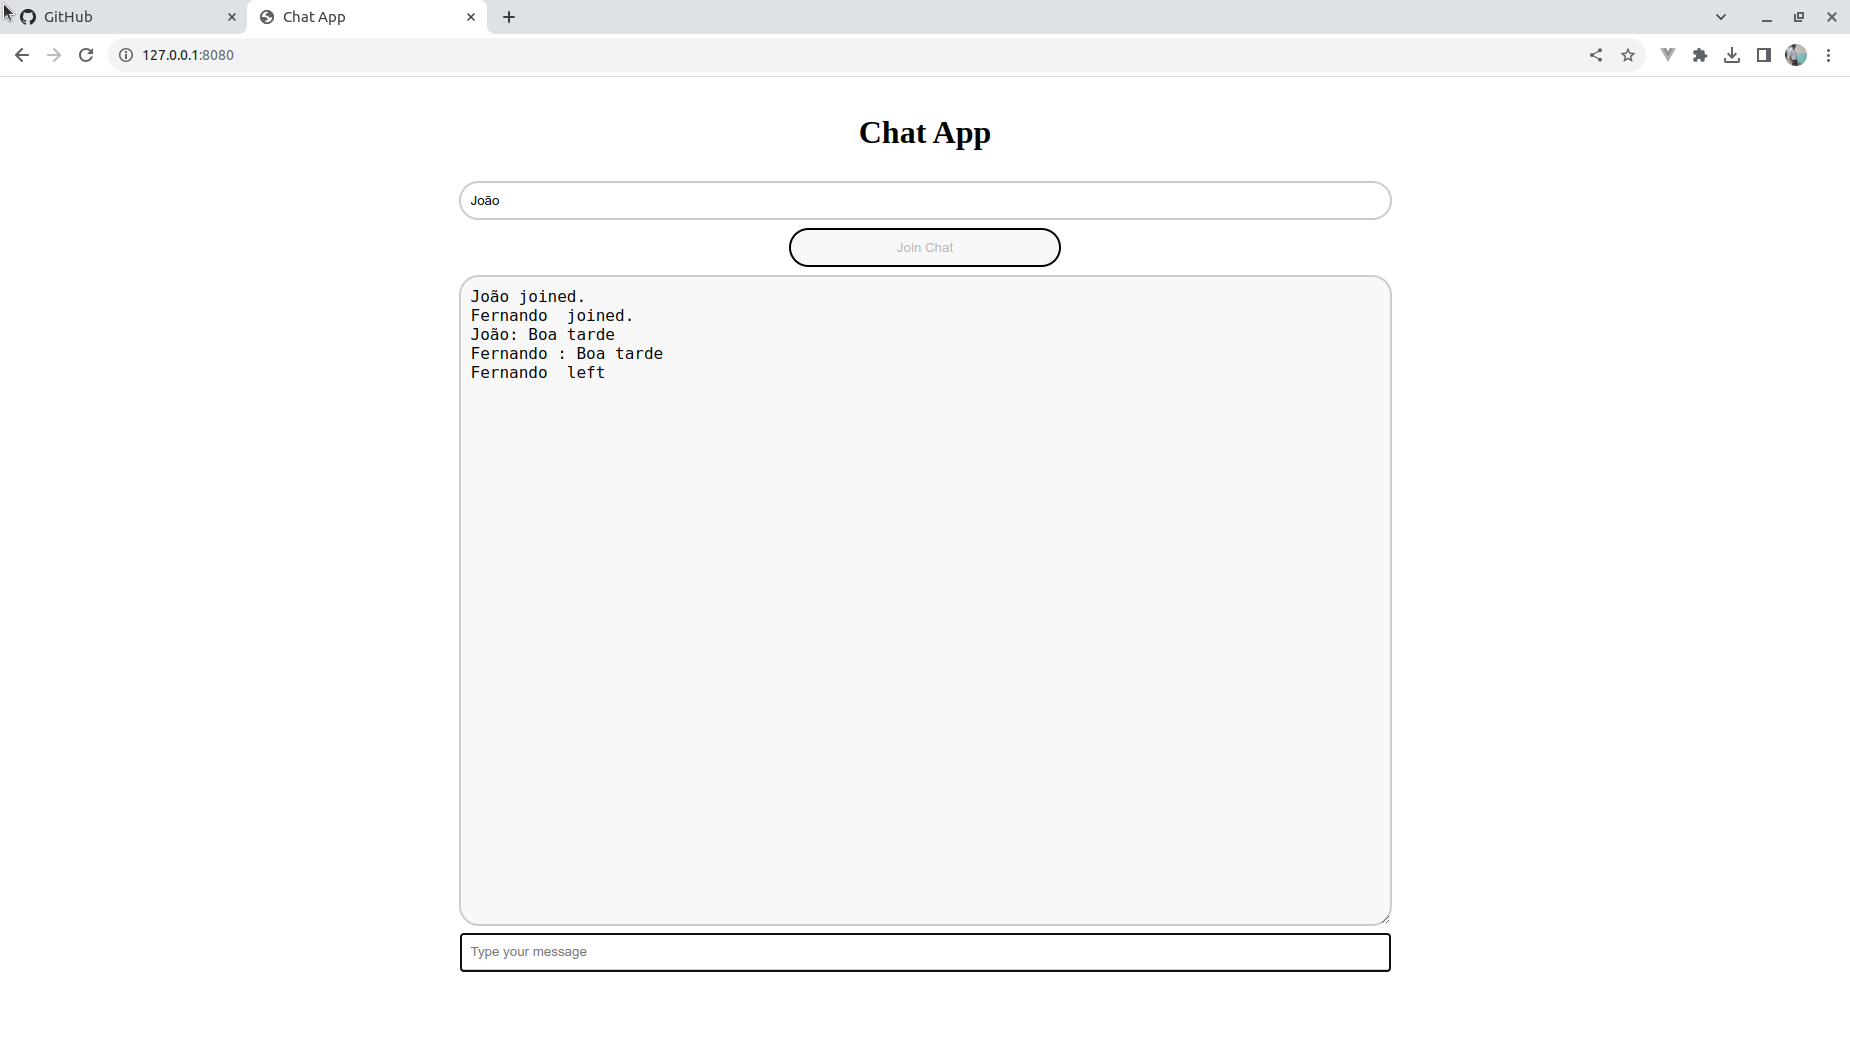 GitHub
Chat App
127.0.0.1:8080
Chat App
João
Join Chat
João joined.
Fernando  joined.
João: Boa tarde
Fernando : Boa tarde
Fernando  left
Type your message